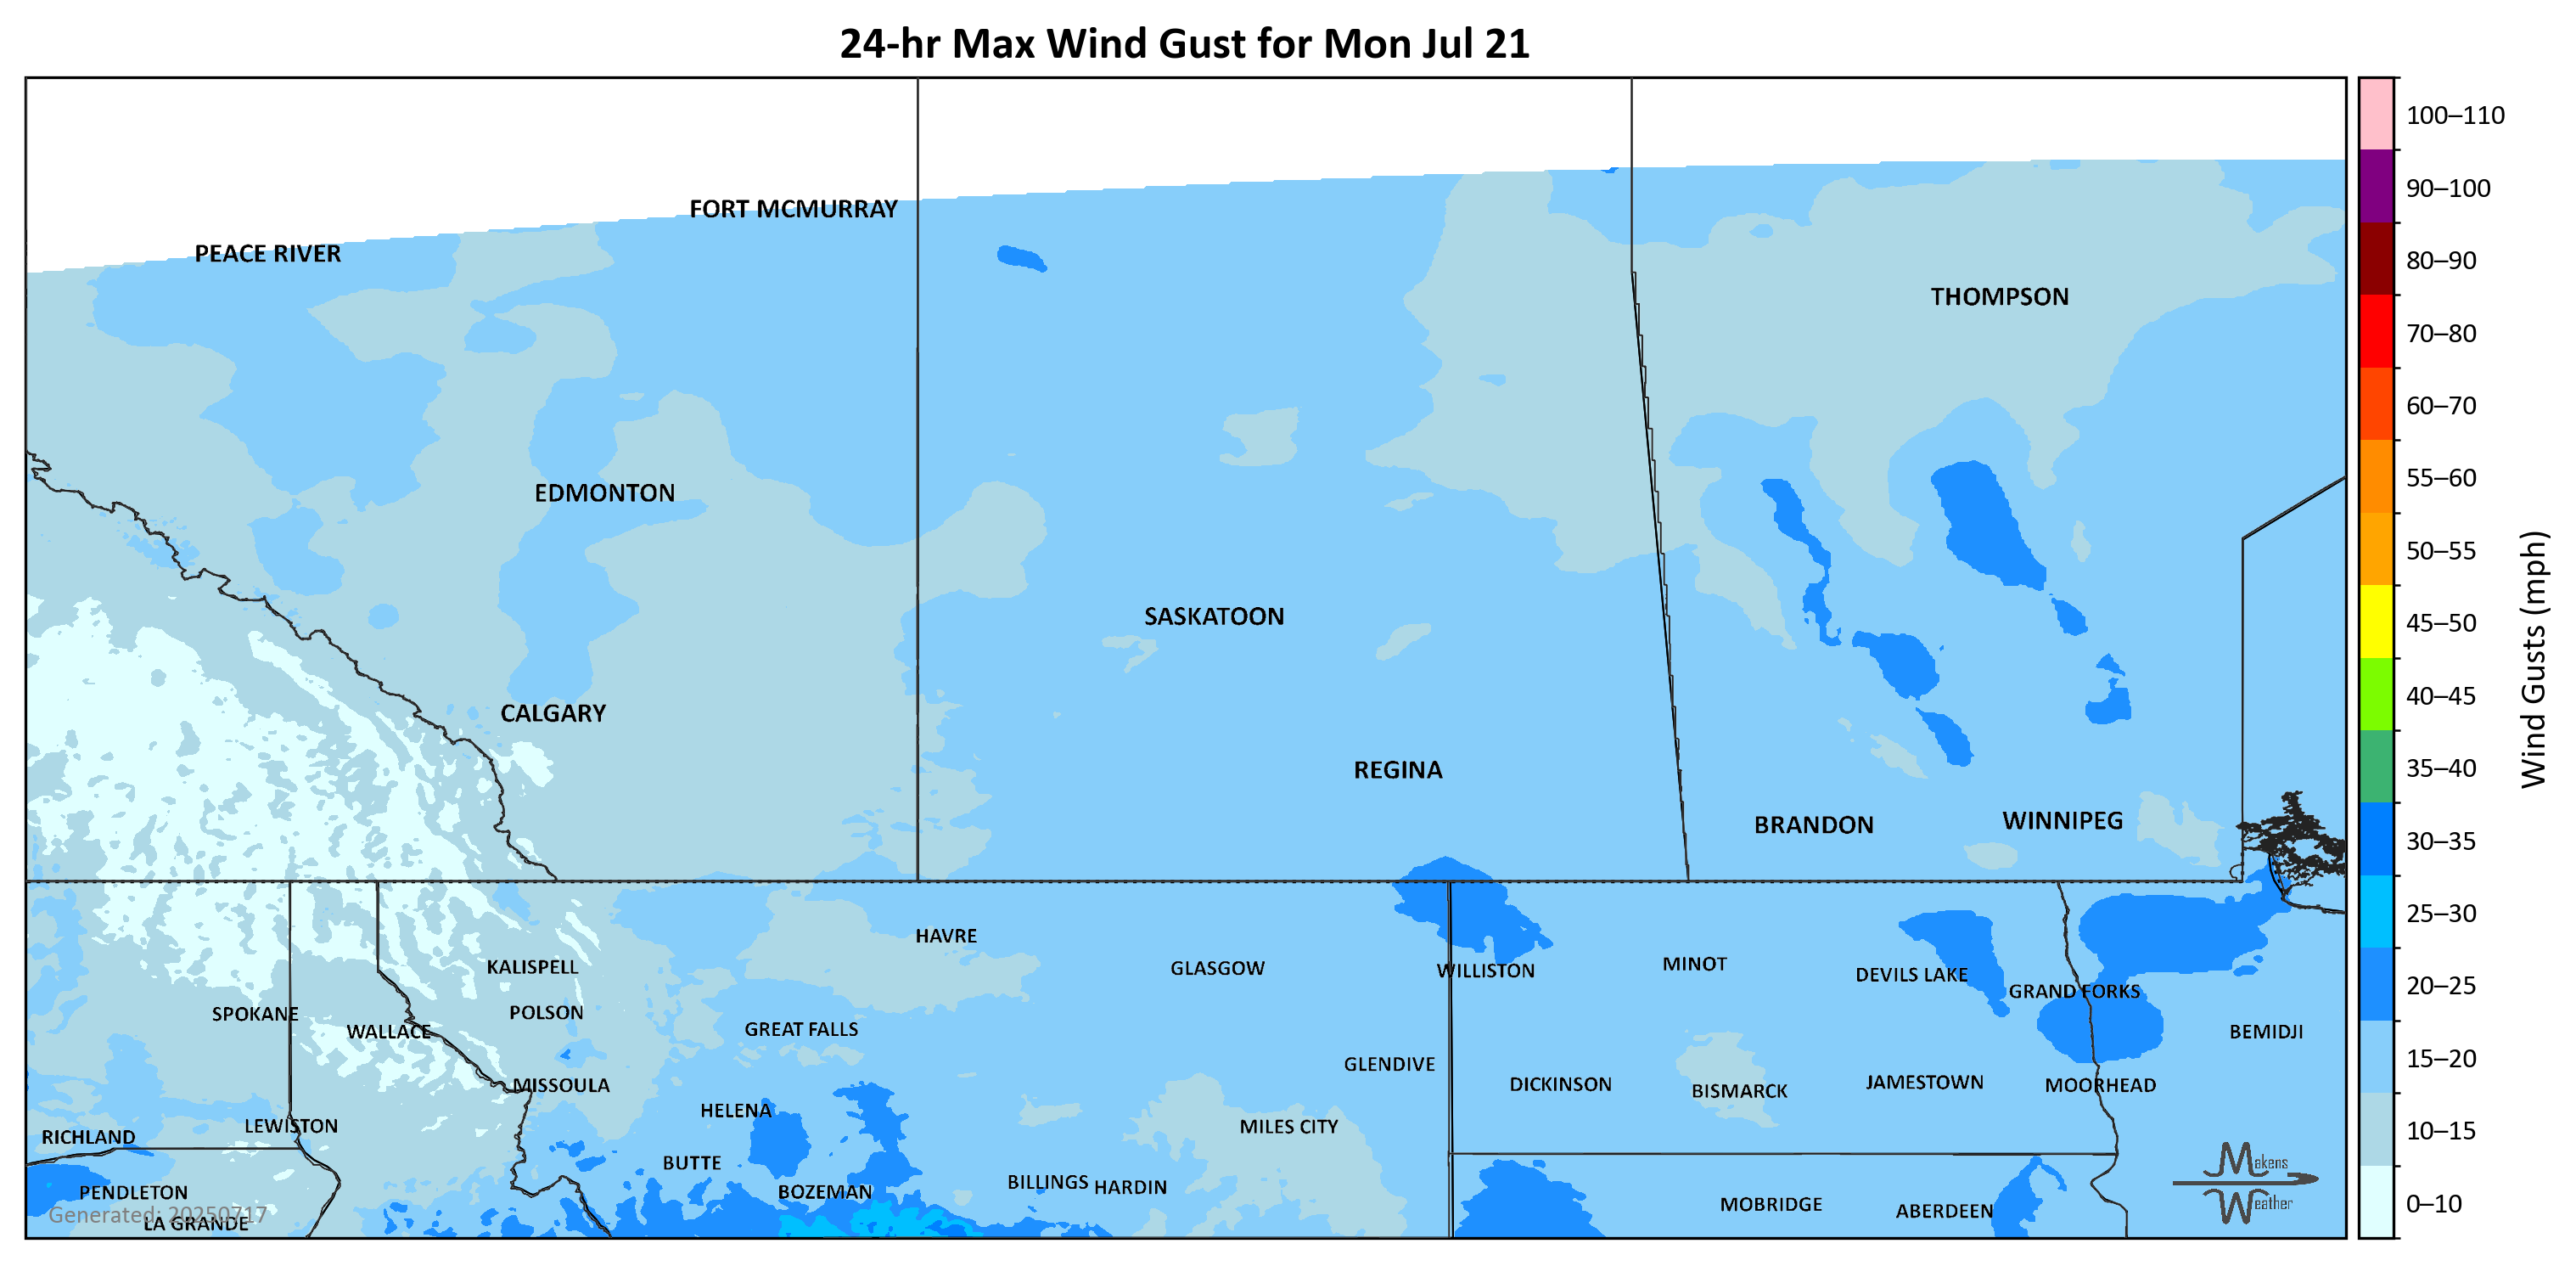 24-hr Max Wind Gust for Mon Jul 21
FORT MCMURRAY
PEACE RIVER
THOMPSON
EDMONTON
SASKATOON
CALGARY
REGINA
BRANDON
WINNIPEG
HAVRE
KALISPELL
GLASGOW
WILLISTON
MINOT
DEVILS LAKE
GRAND FORKS
SPOKANE
POLSON
WALLACE
GREAT FALLS
BEMIDJI
GLENDIVE
MISSOULA
DICKINSON
BISMARCK
JAMESTOWN
MOORHEAD
HELENA
LEWISTON
MILES CITY
RICHLAND
BUTTE
PENDLETON
BOZEMAN
BILLINGS
HARDIN
MOBRIDGE
ABERDEEN
Generated: 20250717
LA GRANDE
Makens
Weather
100–110
90–100
80–90
70–80
60–70
55–60
50–55
45–50
40–45
35–40
30–35
25–30
20–25
15–20
10–15
0–10
Wind Gusts (mph)